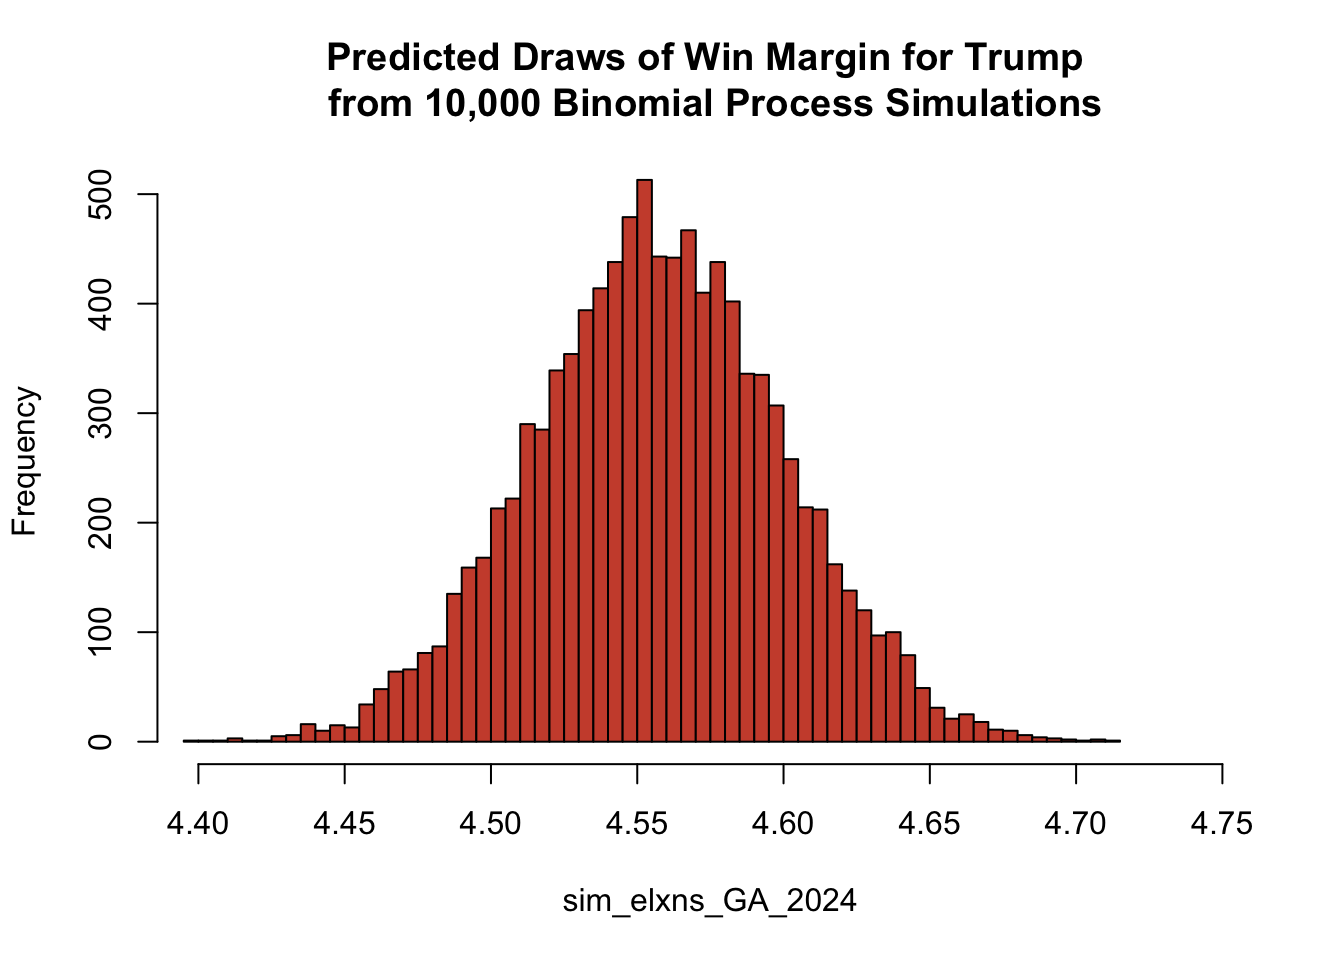 Predicted Draws of Win Margin for Trump
from 10,000 Binomial Process Simulations
Frequency
500
400
300
200
100
0
4.40 4.45 4.50 4.55 4.60 4.65 4.70 4.75
sim_elxns_GA_2024